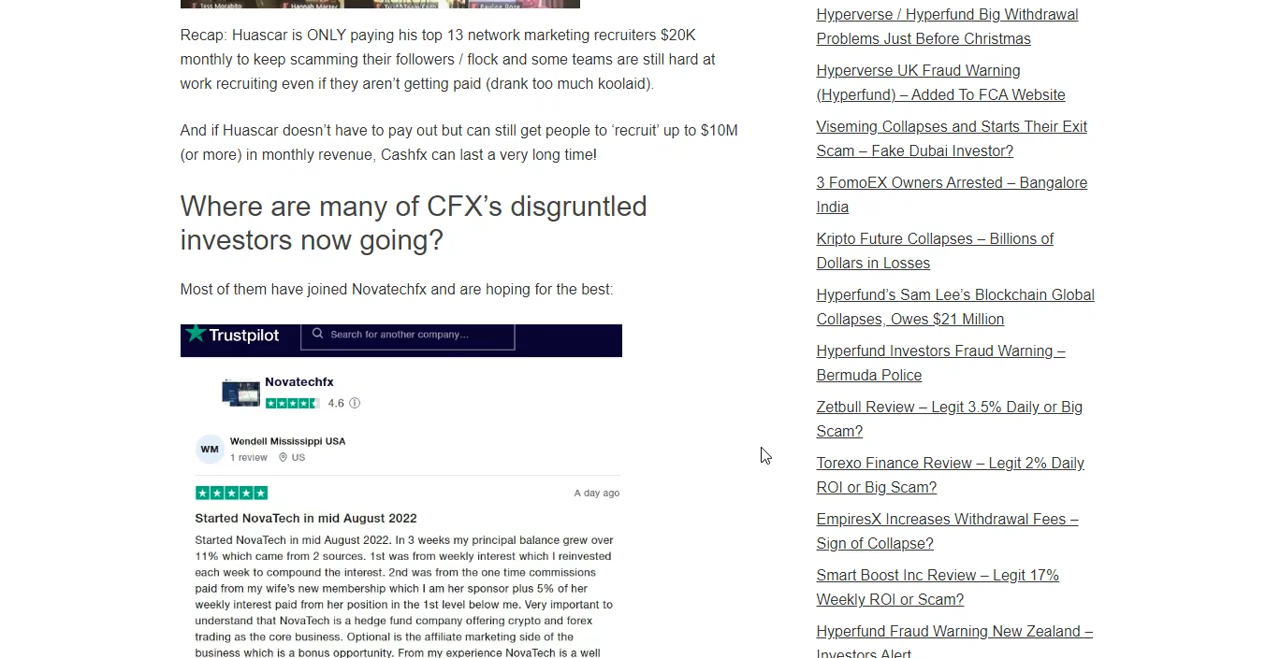 Tess Morabito
Hannah Marter
Recap: Huascar is ONLY paying his top 13 network marketing recruiters $20K
monthly to keep scamming their followers / flock and some teams are still hard at
work recruiting even if they aren’t getting paid (drank too much koolaid).
And if Huascar doesn’t have to pay out but can still get people to ‘recruit’ up to $10M
(or more) in monthly revenue, Cashfx can last a very long time!
Where are many of CFX’s disgruntled
investors now going?
Most of them have joined Novatechfx and are hoping for the best:
Trustpilot
Search for another company...
Novatechfx
4.6
WM
Wendell Mississippi USA
1 review US
A day ago
Started NovaTech in mid August 2022
Started NovaTech in mid August 2022. In 3 weeks my principal balance grew over
11% which came from 2 sources. 1st was from weekly interest which I reinvested
each week to compound the interest. 2nd was from the one time commissions
paid from my wife's new membership which I am her sponsor plus 5% of her
weekly interest paid from her position in the 1st level below me. Very important to
understand that NovaTech is a hedge fund company offering crypto and forex
trading as the core business. Optional is the affiliate marketing side of the
business which is a bonus opportunity. From my experience NovaTech is a well
Hyperverse / Hyperfund Big Withdrawal
Problems Just Before Christmas
Hyperverse UK Fraud Warning
(Hyperfund) – Added To FCA Website
Viseming Collapses and Starts Their Exit
Scam – Fake Dubai Investor?
3 FomoEX Owners Arrested – Bangalore
India
Kripto Future Collapses – Billions of
Dollars in Losses
Hyperfund’s Sam Lee’s Blockchain Global
Collapses, Owes $21 Million
Hyperfund Investors Fraud Warning –
Bermuda Police
Zetbull Review – Legit 3.5% Daily or Big
Scam?
Torexo Finance Review – Legit 2% Daily
ROI or Big Scam?
EmpiresX Increases Withdrawal Fees –
Sign of Collapse?
Smart Boost Inc Review – Legit 17%
Weekly ROI or Scam?
Hyperfund Fraud Warning New Zealand –
Investors Alert